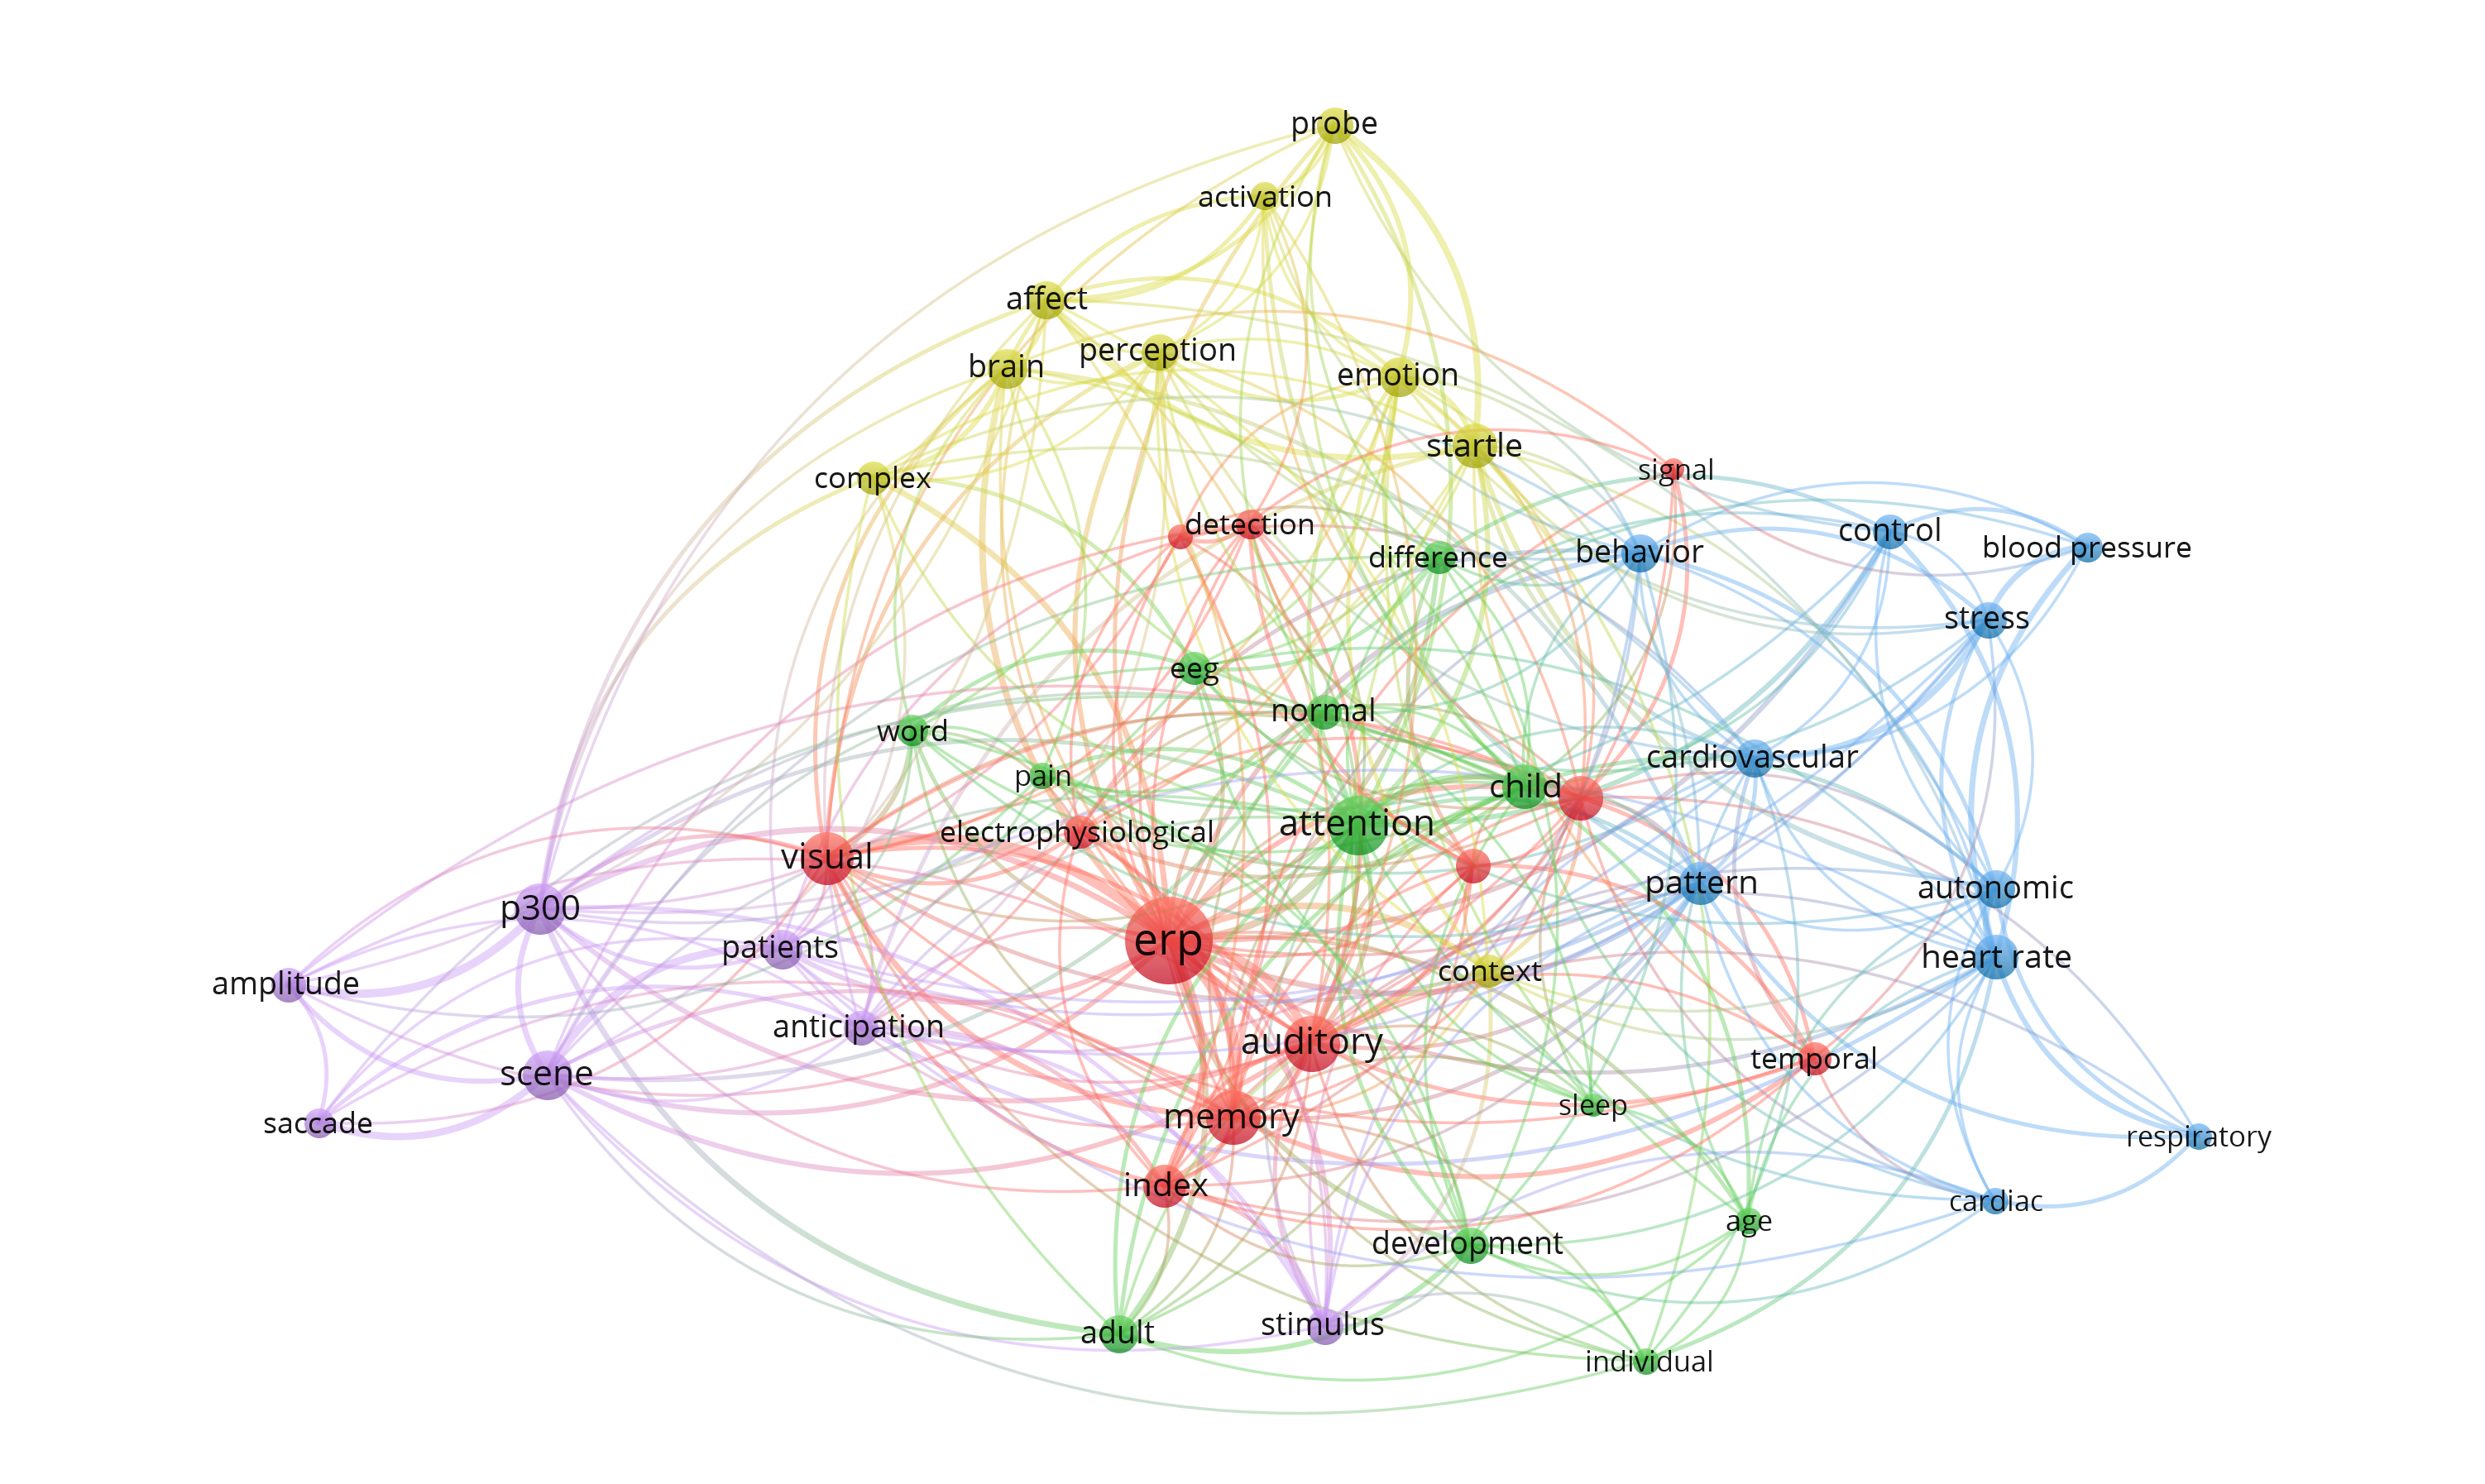 probe
activation
affect
perception
brain
emotion
startle
signal
complex
detection
control
difference
behavior
blood pressure
stress
eeg
normal
word
cardiovascular
pain
child
attention
electrophysiological
visual
pattern
autonomic
p300
erp
patients
heart rate
context
amplitude
anticipation
auditory
temporal
scene
sleep
memory
saccade
respiratory
index
cardiac
age
development
stimulus
adult
individual